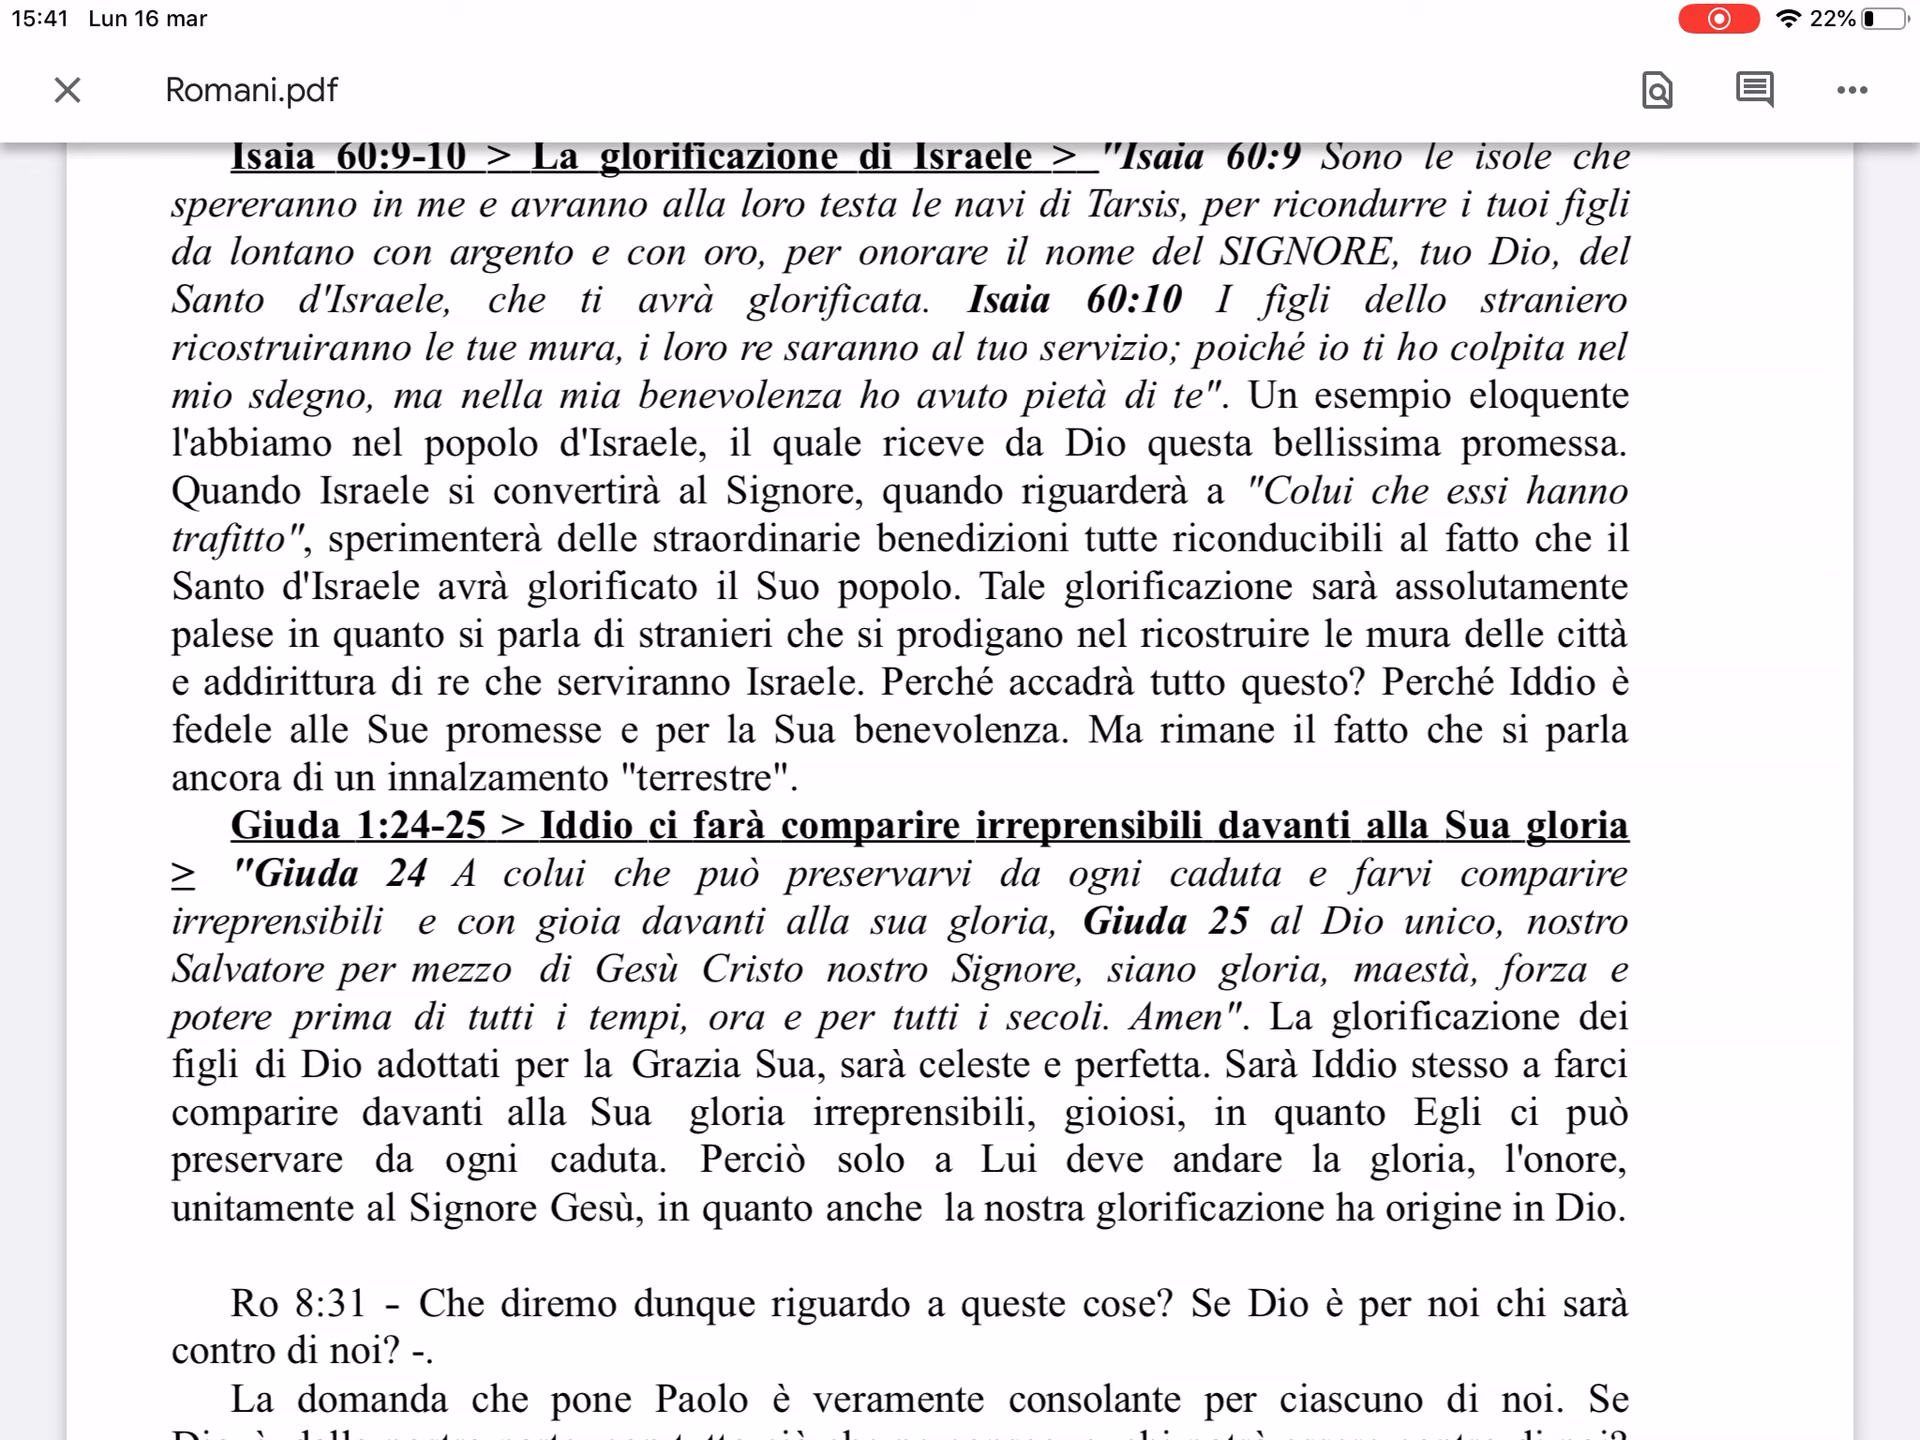 15:41 Lun 16 mar 22%
Romani.pdf
Isaia 60:9-10 > La glorificazione di Israele > "Isaia 60:9 Sono le isole che
spereranno in me e avranno alla loro testa le navi di Tarsis, per ricondurre i tuoi figli
da lontano con argento e con oro, per onorare il nome del SIGNORE, tuo Dio, del
Santo d'Israele, che ti avrà glorificata. Isaia 60:10 I figli dello straniero
ricostruiranno le tue mura, i loro re saranno al tuo servizio; poiché io ti ho colpita nel
mio sdegno, ma nella mia benevolenza ho avuto pietà di te". Un esempio eloquente
l'abbiamo nel popolo d'Israele, il quale riceve da Dio questa bellissima promessa.
Quando Israele si convertirà al Signore, quando riguarderà a "Colui che essi hanno
trafitto", sperimenterà delle straordinarie benedizioni tutte riconducibili al fatto che il
Santo d'Israele avrà glorificato il Suo popolo. Tale glorificazione sarà assolutamente
palese in quanto si parla di stranieri che si prodigano nel ricostruire le mura delle città
e addirittura di re che serviranno Israele. Perché accadrà tutto questo? Perché Iddio è
fedele alle Sue promesse e per la Sua benevolenza. Ma rimane il fatto che si parla
ancora di un innalzamento "terrestre".
Giuda 1:24-25 > Iddio ci farà comparire irreprensibili davanti alla Sua gloria
> "Giuda 24 A colui che può preservarvi da ogni caduta e farvi comparire
irreprensibili e con gioia davanti alla sua gloria, Giuda 25 al Dio unico, nostro
Salvatore per mezzo di Gesù Cristo nostro Signore, siano gloria, maestà, forza e
potere prima di tutti i tempi, ora e per tutti i secoli. Amen". La glorificazione dei
figli di Dio adottati per la Grazia Sua, sarà celeste e perfetta. Sarà Iddio stesso a farci
comparire davanti alla Sua gloria irreprensibili, gioiosi, in quanto Egli ci può
preservare da ogni caduta. Perciò solo a Lui deve andare la gloria, l'onore,
unitamente al Signore Gesù, in quanto anche la nostra glorificazione ha origine in Dio.
Ro 8:31 - Che diremo dunque riguardo a queste cose? Se Dio è per noi chi sarà
contro di noi? -.
La domanda che pone Paolo è veramente consolante per ciascuno di noi. Se